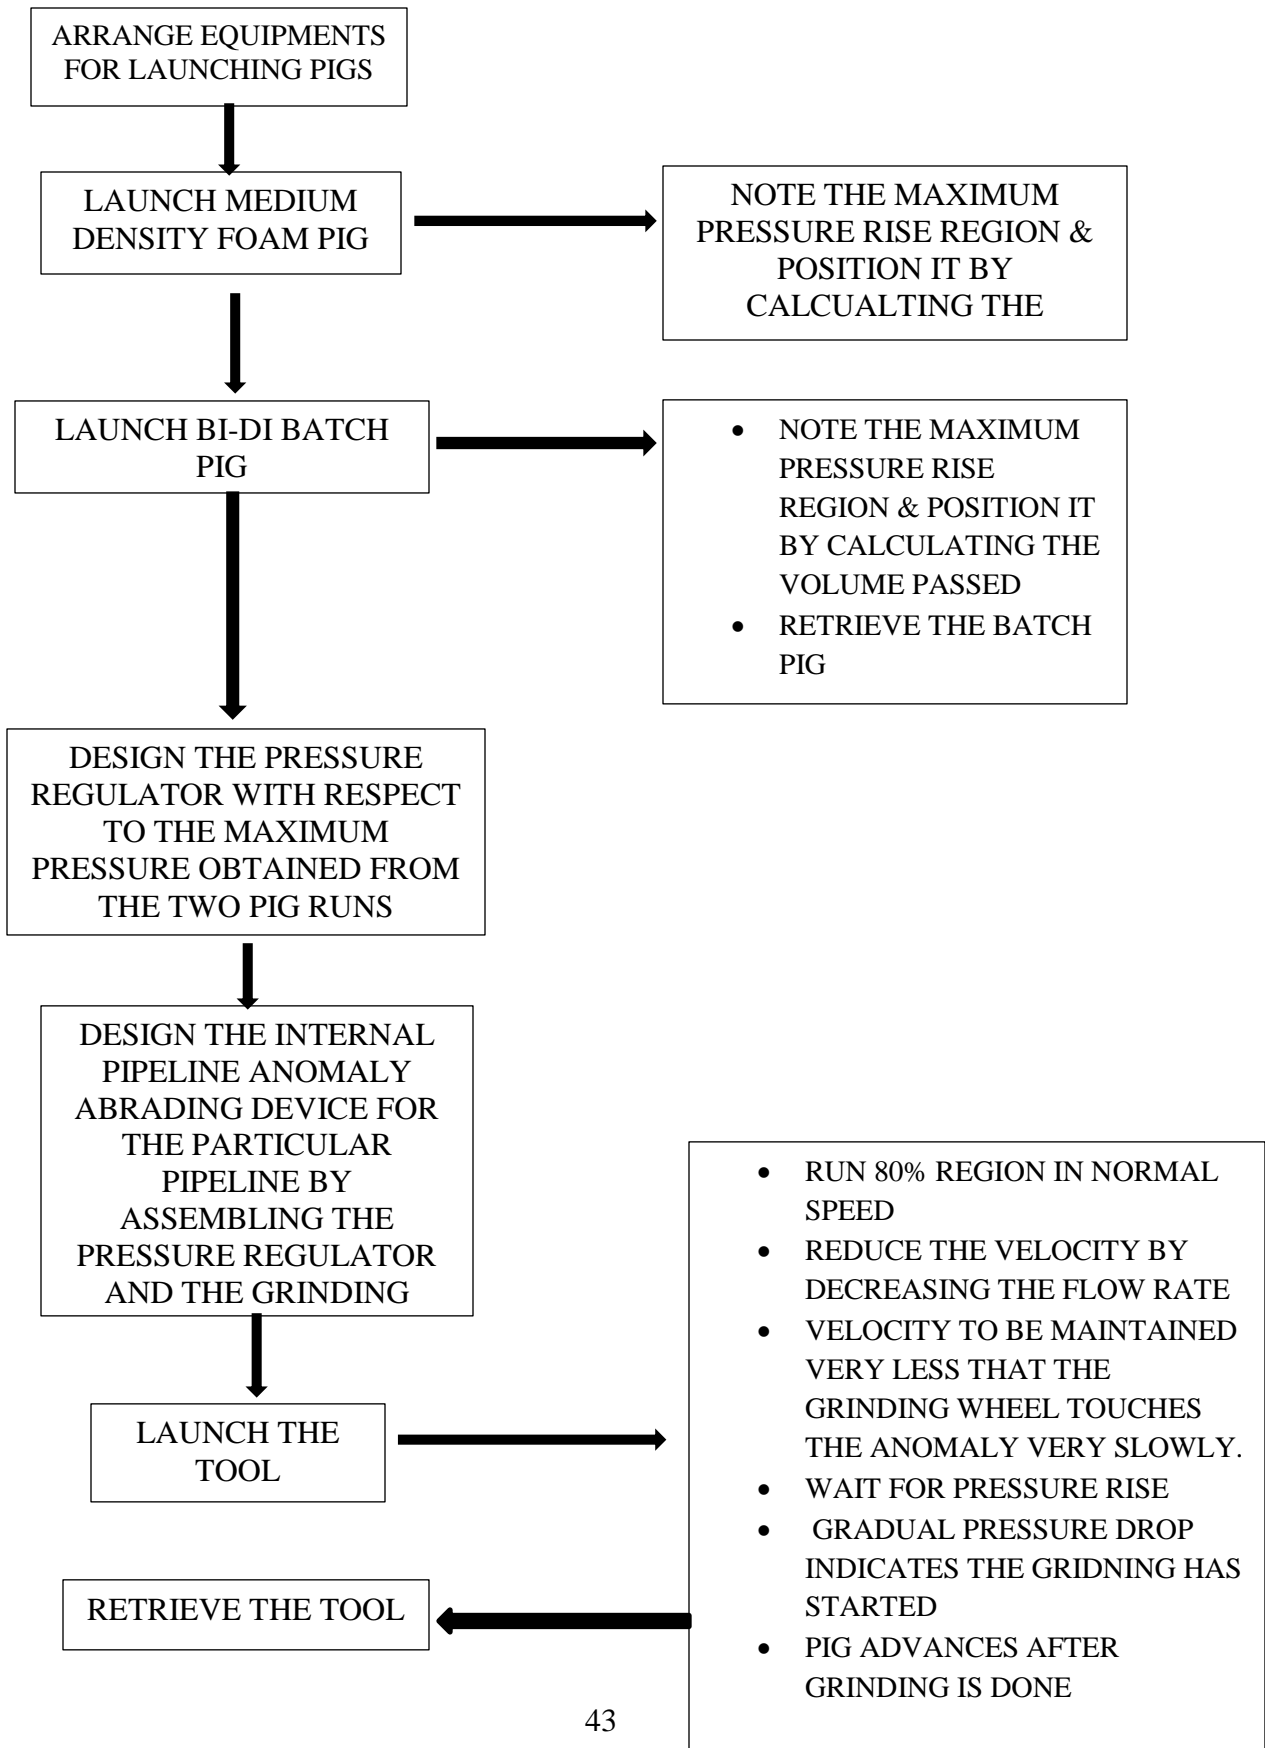 ARRANGE EQUIPMENTS
FOR LAUNCHING PIGS
LAUNCH MEDIUM
DENSITY FOAM PIG
NOTE THE MAXIMUM
PRESSURE RISE REGION &
POSITION IT BY
CALCUALTING THE
LAUNCH BI-DI BATCH
PIG
• NOTE THE MAXIMUM
PRESSURE RISE
REGION & POSITION IT
BY CALCULATING THE
VOLUME PASSED
• RETRIEVE THE BATCH
PIG
DESIGN THE PRESSURE
REGULATOR WITH RESPECT
TO THE MAXIMUM
PRESSURE OBTAINED FROM
THE TWO PIG RUNS
DESIGN THE INTERNAL
PIPELINE ANOMALY
ABRADING DEVICE FOR
THE PARTICULAR
PIPELINE BY
ASSEMBLING THE
PRESSURE REGULATOR
AND THE GRINDING
LAUNCH THE
TOOL
• RUN 80% REGION IN NORMAL
SPEED
• REDUCE THE VELOCITY BY
DECREASING THE FLOW RATE
• VELOCITY TO BE MAINTAINED
VERY LESS THAT THE
GRINDING WHEEL TOUCHES
THE ANOMALY VERY SLOWLY.
• WAIT FOR PRESSURE RISE
• GRADUAL PRESSURE DROP
INDICATES THE GRIDNING HAS
STARTED
• PIG ADVANCES AFTER
GRINDING IS DONE
RETRIEVE THE TOOL
43